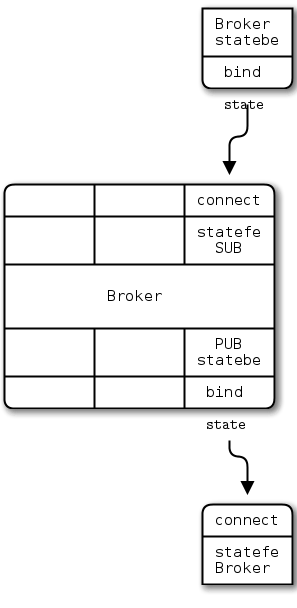 Broker
statebe
bind
state
connect
statefe
SUB
Broker
PUB
statebe
bind
state
connect
statefe
Broker